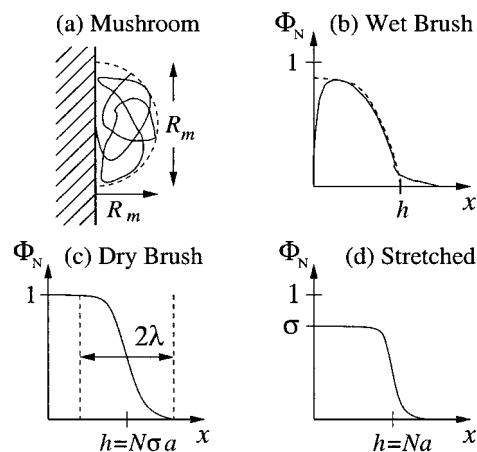 (a) Mushroom
R_m
R_m
(b) Wet Brush
Φ_N
1
h
x
(c) Dry Brush
Φ_N
1
2λ
h=Nσa
x
(d) Stretched
Φ_N
1
σ
h=Na
x